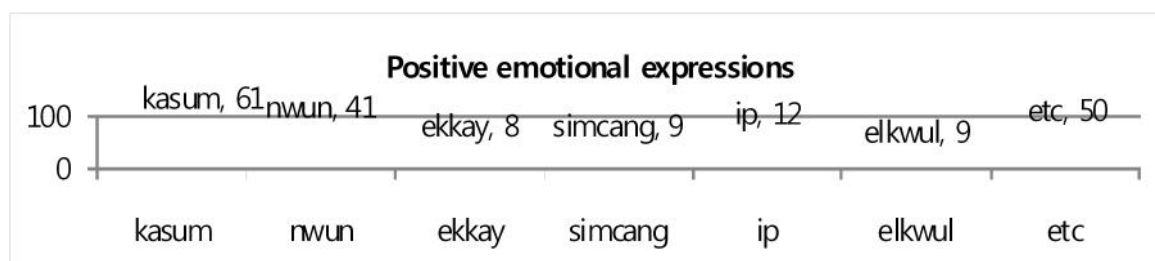 Positive emotional expressions
kasum, 61 nwun, 41 ekkay, 8 simcang, 9 ip, 12 elkwul, 9 etc, 50
100
0
kasum nwun ekkay simcang ip elkwul etc